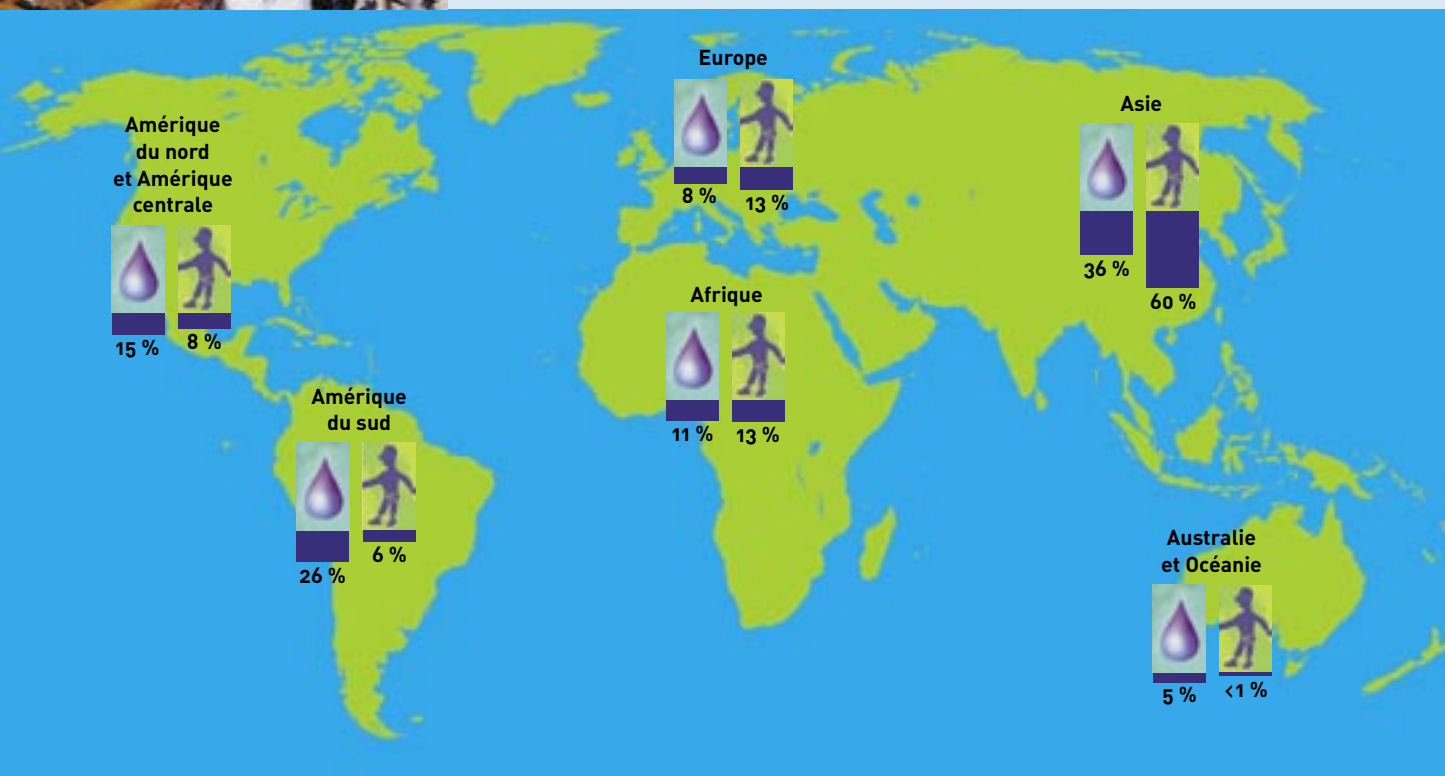 Europe
8 %
13 %
Asie
36 %
60 %
Amérique
du nord
et Amérique
centrale
15 %
8 %
Afrique
11 %
13 %
Amérique
du sud
26 %
6 %
Australie
et Océanie
5 %
<1 %